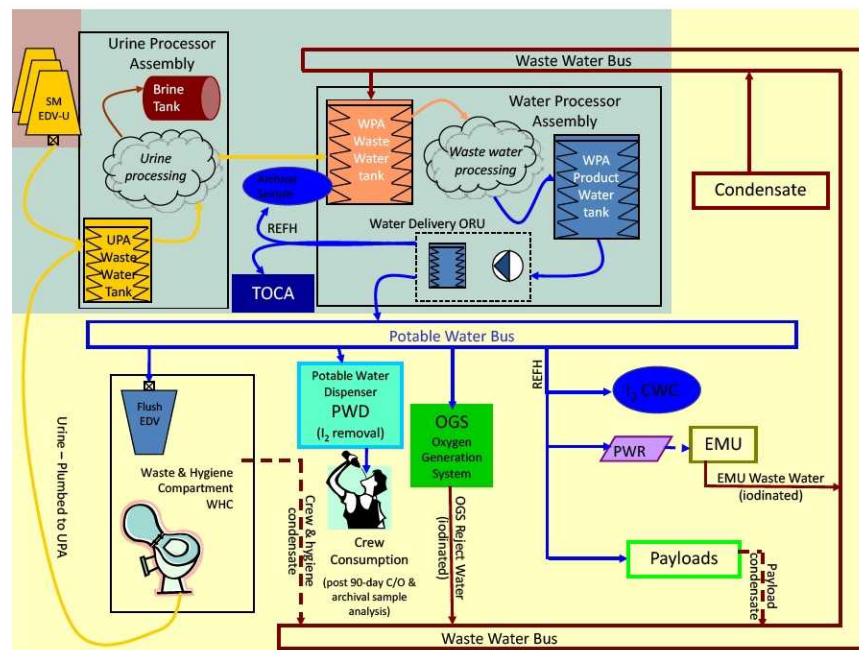 Urine Processor
Assembly
Waste Water Bus
SM
EDV-U
Brine
Tank
Urine
processing
UPA
Waste
Water
Tank
Water Processor
Assembly
WPA
Waste
Water
tank
Waste water
processing
WPA
Product
Water
tank
Condensate
REFH
Water Delivery ORU
TOCA
Potable Water Bus
Flush
EDV
Waste & Hygiene
Compartment
WHC
Urine – Plumbed to UPA
Crew & hygiene
condensate
Potable Water
Dispenser
PWD
(I2 removal)
Crew
Consumption
(post 90-day C/O &
archival sample
analysis)
OGS
Oxygen
Generation
System
OGS Reject Water
(iodinated)
REFH
I2 CWC
PWR
EMU
EMU Waste Water
(iodinated)
Payloads
Payload
condensate
Waste Water Bus